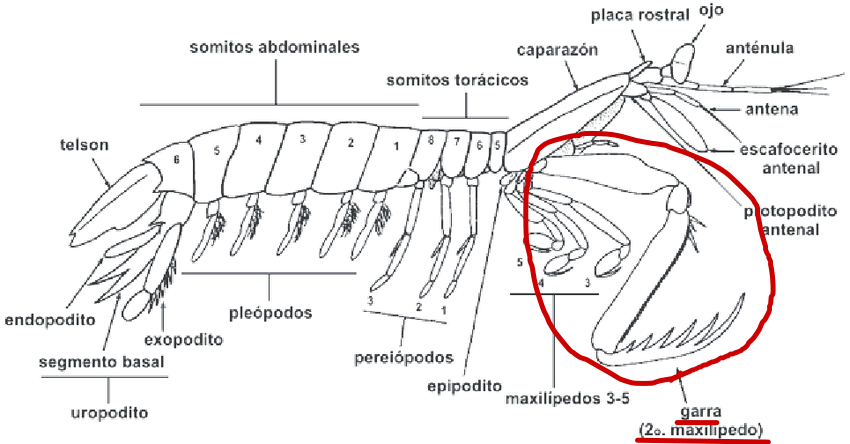 placa rostral
ojo
somitos abdominales
caparazón
anténula
somitos torácicos
antena
telson
escafocerito
antenal
protopodito
antenal
6
5
4
3
2
1
8
7
6
5
5
4
3
3
2
1
endopodito
pleópodos
exopodito
segmento basal
pereiópodos
epipodito
maxilípedos 3-5
uropodito
garra
(2o. maxilípedo)